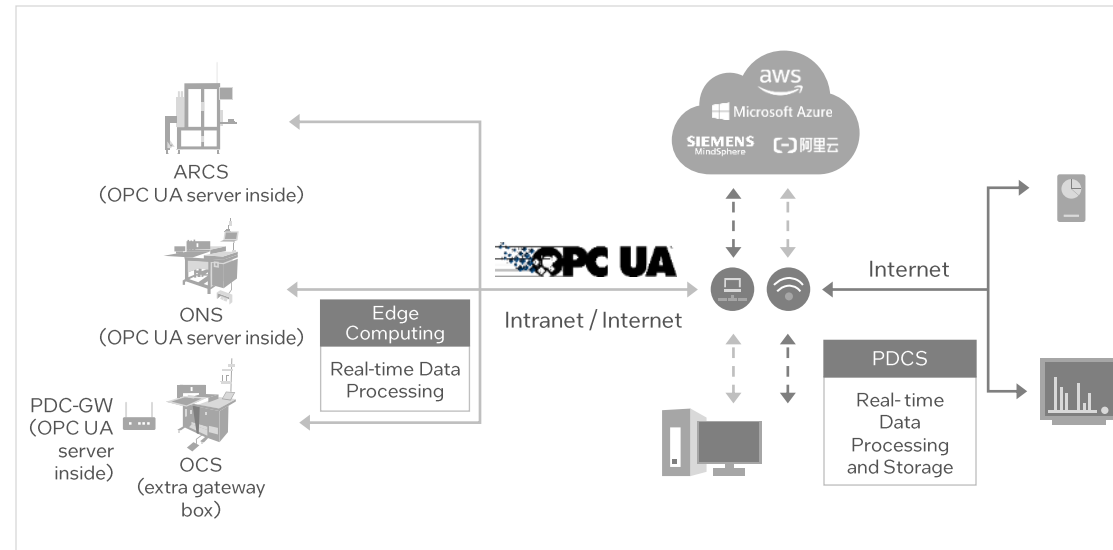 aws
Microsoft Azure
SIEMENS
MindSphere
阿里云
ARCS
(OPC UA server inside)
OPC UA
Internet
ONS
(OPC UA server inside)
Edge
Computing
Intranet / Internet
Real-time Data
Processing
PDCS
Real- time
Data
Processing
and Storage
PDC-GW
(OPC UA
server
inside)
OCS
(extra gateway
box)